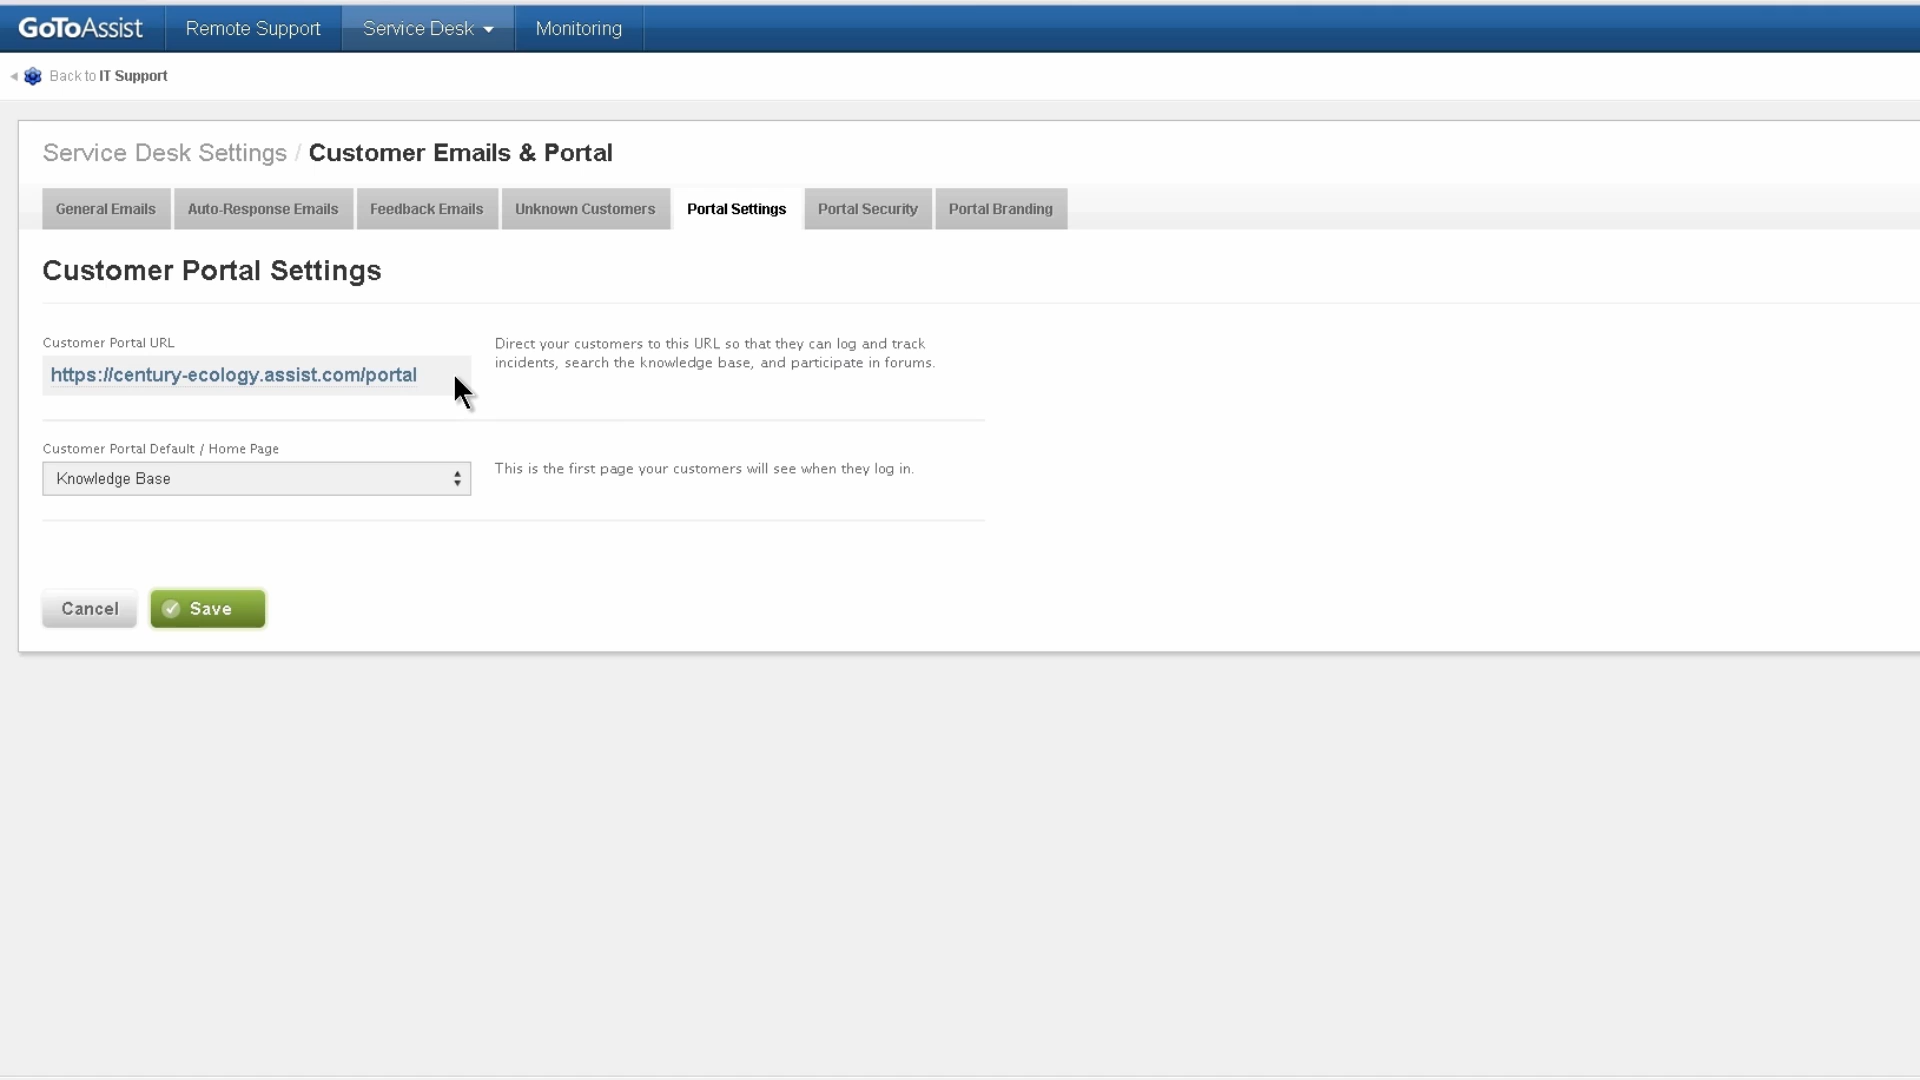 GoToAssist Remote Support Service Desk Monitoring
Back to IT Support
Service Desk Settings / Customer Emails & Portal
General Emails Auto-Response Emails Feedback Emails Unknown Customers Portal Settings Portal Security Portal Branding
Customer Portal Settings
Customer Portal URL
https://century-ecology.assist.com/portal
Direct your customers to this URL so that they can log and track
incidents, search the knowledge base, and participate in forums.
Customer Portal Default / Home Page
Knowledge Base
This is the first page your customers will see when they log in.
Cancel Save